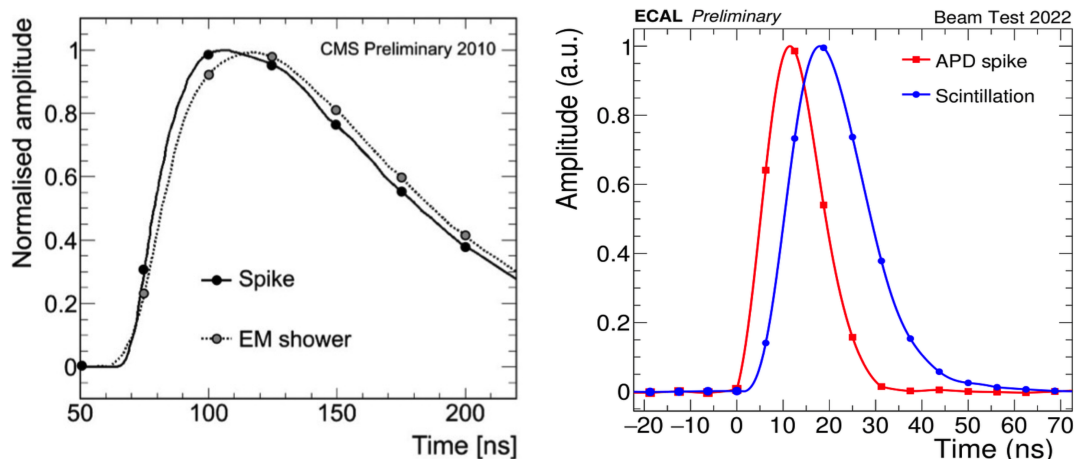 CMS Preliminary 2010
Normalised amplitude
1
0.8
0.6
0.4
0.2
0
Spike
EM shower
50 100 150 200
Time [ns]
ECAL Preliminary Beam Test 2022
Amplitude (a.u.)
1
0.8
0.6
0.4
0.2
0
APD spike
Scintillation
−20 −10 0 10 20 30 40 50 60 70
Time (ns)